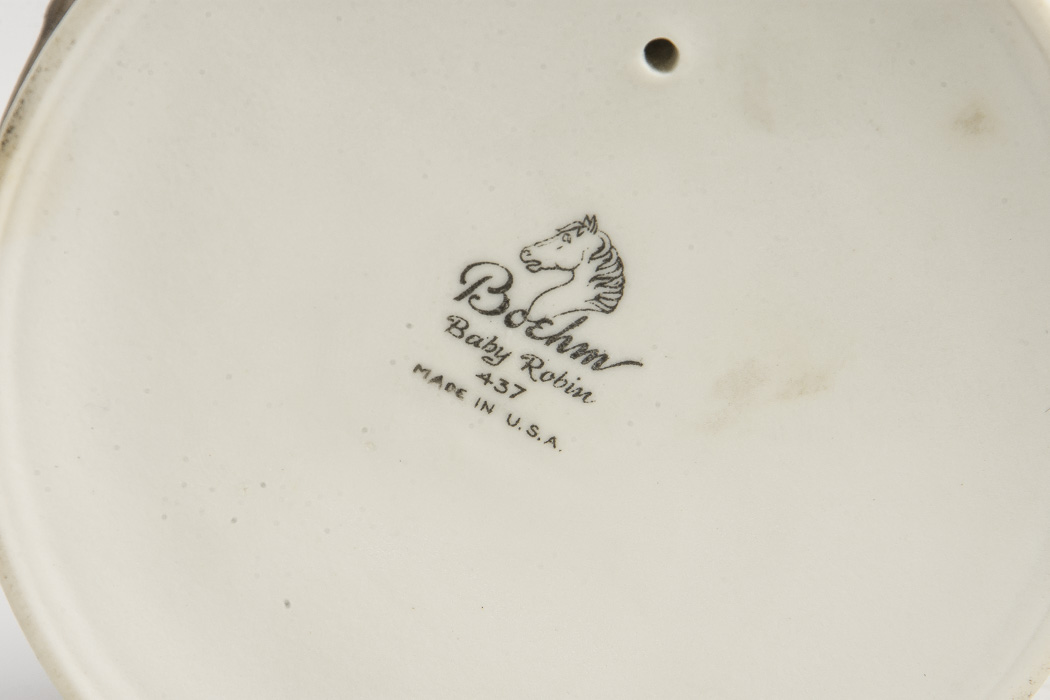 Boehm
Baby Robin
437
MADE IN U.S.A.